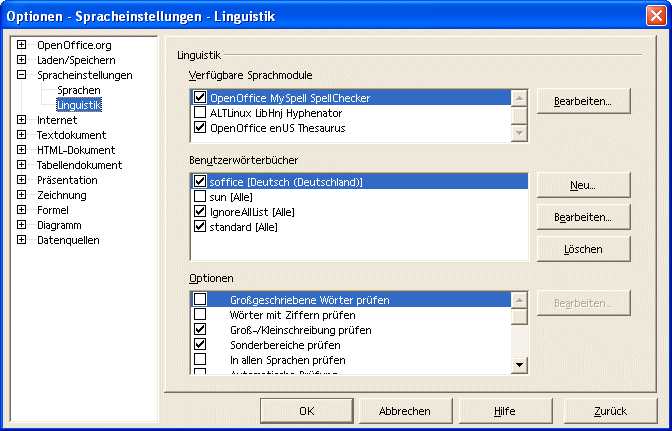 Optionen - Spracheinstellungen - Linguistik
OpenOffice.org
Laden/Speichern
Spracheinstellungen
Sprachen
Linguistik
Internet
Textdokument
HTML-Dokument
Tabellendokument
Präsentation
Zeichnung
Formel
Diagramm
Datenquellen
Linguistik
Verfügbare Sprachmodule
OpenOffice MySpell SpellChecker
ALTLinux LibHnj Hyphenator
OpenOffice enUS Thesaurus
Bearbeiten...
Benutzerwörterbücher
soffice [Deutsch (Deutschland)]
sun [Alle]
IgnoreAllList [Alle]
standard [Alle]
Neu...
Bearbeiten...
Löschen
Optionen
Großgeschriebene Wörter prüfen
Wörter mit Ziffern prüfen
Groß-/Kleinschreibung prüfen
Sonderbereiche prüfen
In allen Sprachen prüfen
Automatische Prüfung
Bearbeiten...
OK
Abbrechen
Hilfe
Zurück